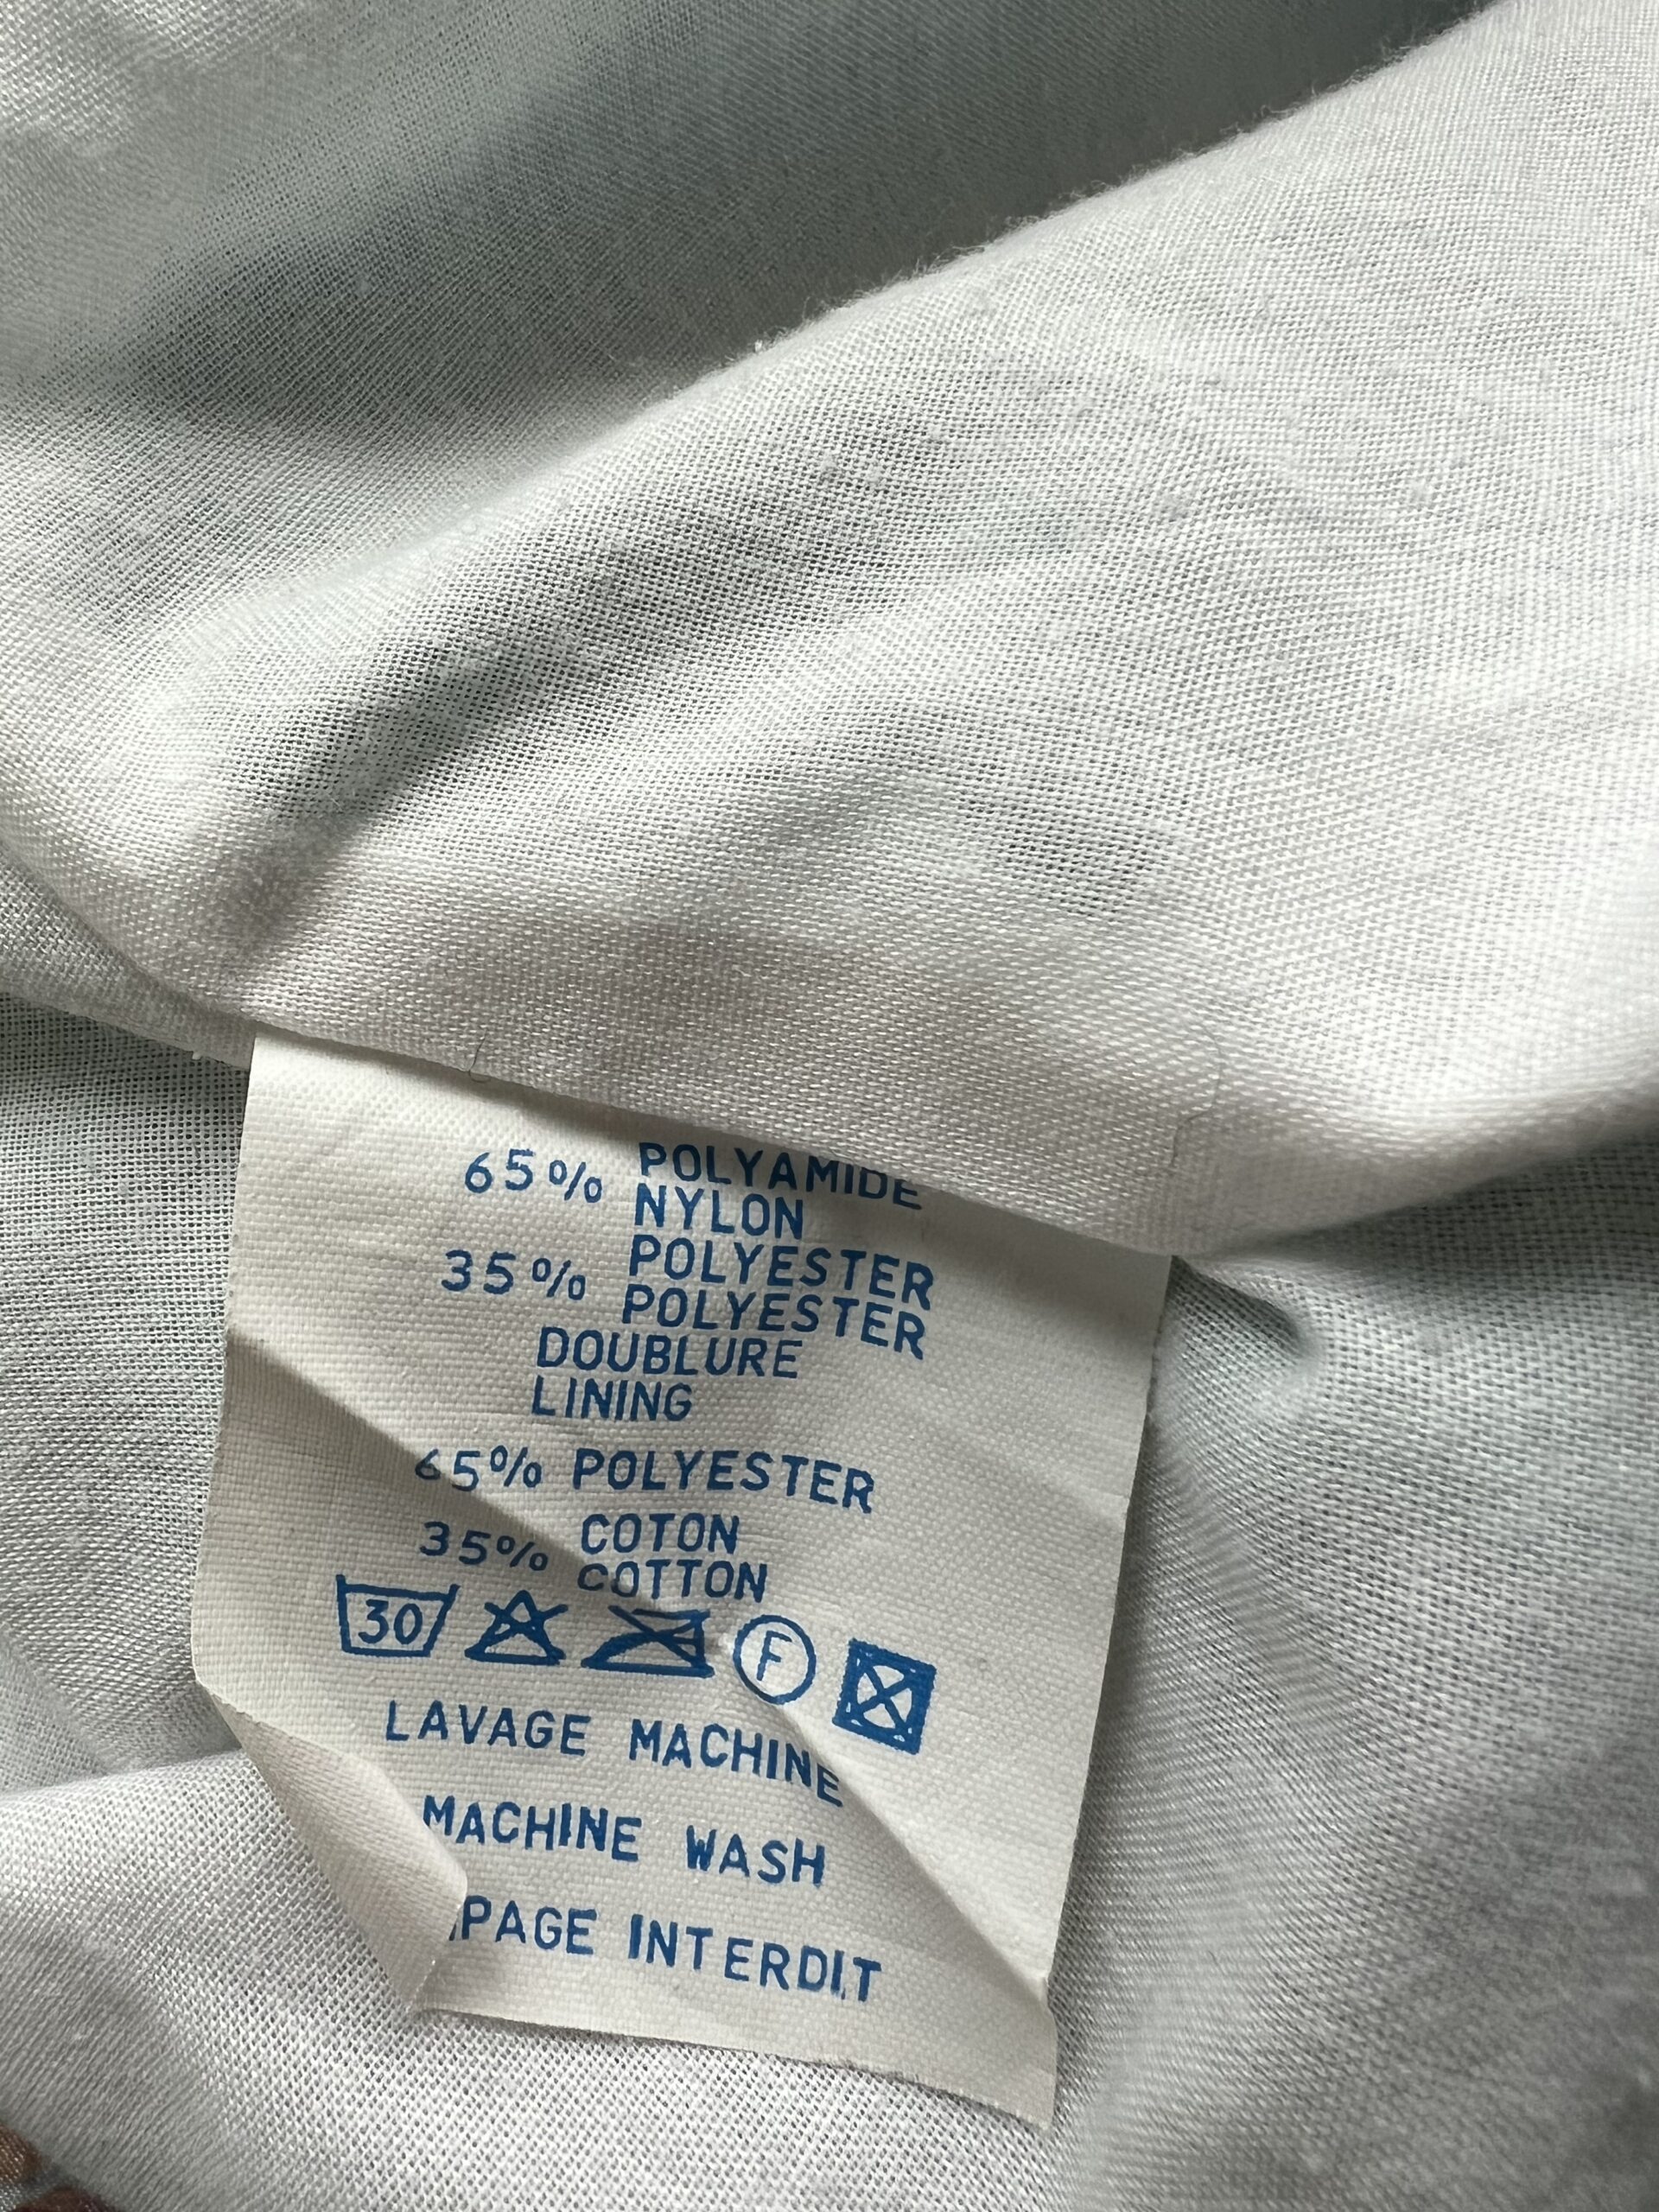 65% POLYAMIDE
NYLON
35% POLYESTER
POLYESTER
DOUBLURE
LINING
65% POLYESTER
35% COTON
COTTON
30 F
LAVAGE MACHINE
MACHINE WASH
PAGE INTERDIT